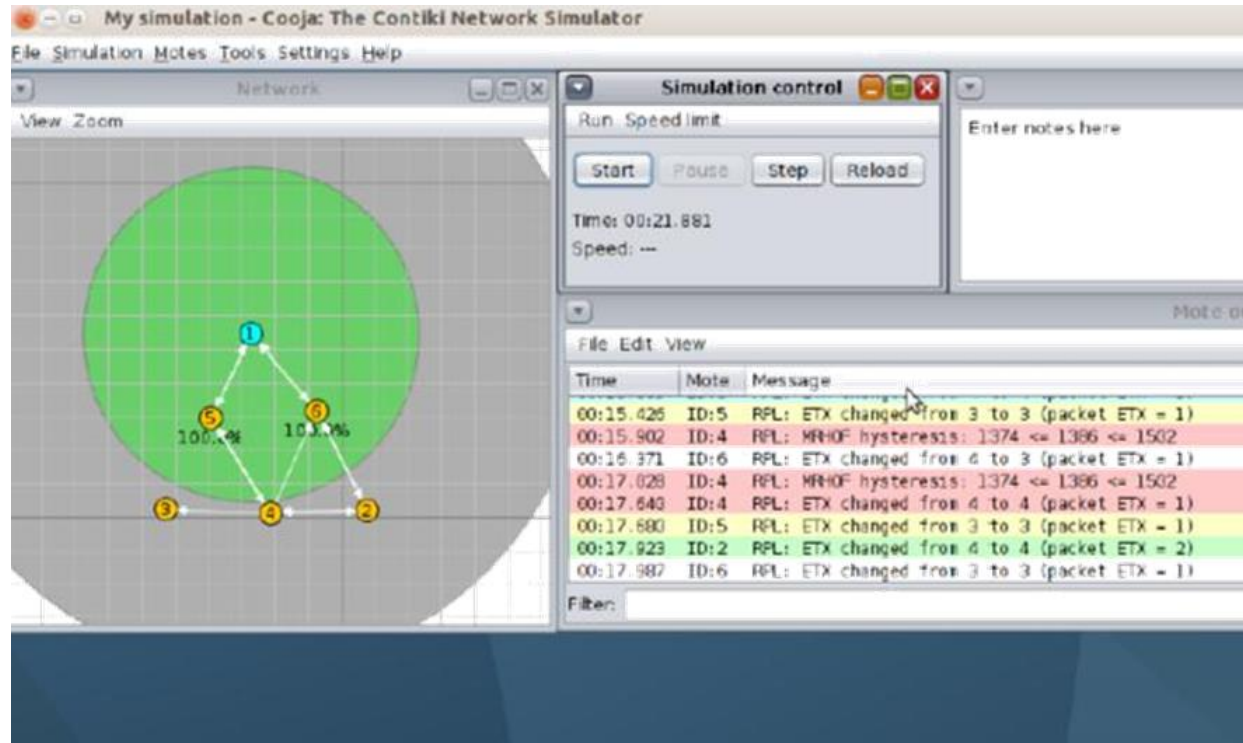 My simulation - Cooja: The Contiki Network Simulator
File Simulation Motes Tools Settings Help
Network
View Zoom
1
5
6
100.0%
100.0%
3
4
2
Simulation control
Run Speed limit
Start Pause Step Reload
Time: 00:21.881
Speed: ---
Enter notes here
Mote
File Edit View
Time Mote Message
00:15.426 ID:5 RPL: ETX changed from 3 to 3 (packet ETX = 1)
00:15.902 ID:4 RPL: MRHOF hysteresis: 1374 <= 1386 <= 1502
00:16.371 ID:6 RPL: ETX changed from 4 to 3 (packet ETX = 1)
00:17.028 ID:4 RPL: MRHOF hysteresis: 1374 <= 1386 <= 1502
00:17.640 ID:4 RPL: ETX changed from 4 to 4 (packet ETX = 1)
00:17.680 ID:5 RPL: ETX changed from 3 to 3 (packet ETX = 1)
00:17.923 ID:2 RPL: ETX changed from 4 to 4 (packet ETX = 2)
00:17.987 ID:6 RPL: ETX changed from 3 to 3 (packet ETX = 1)
Filter: